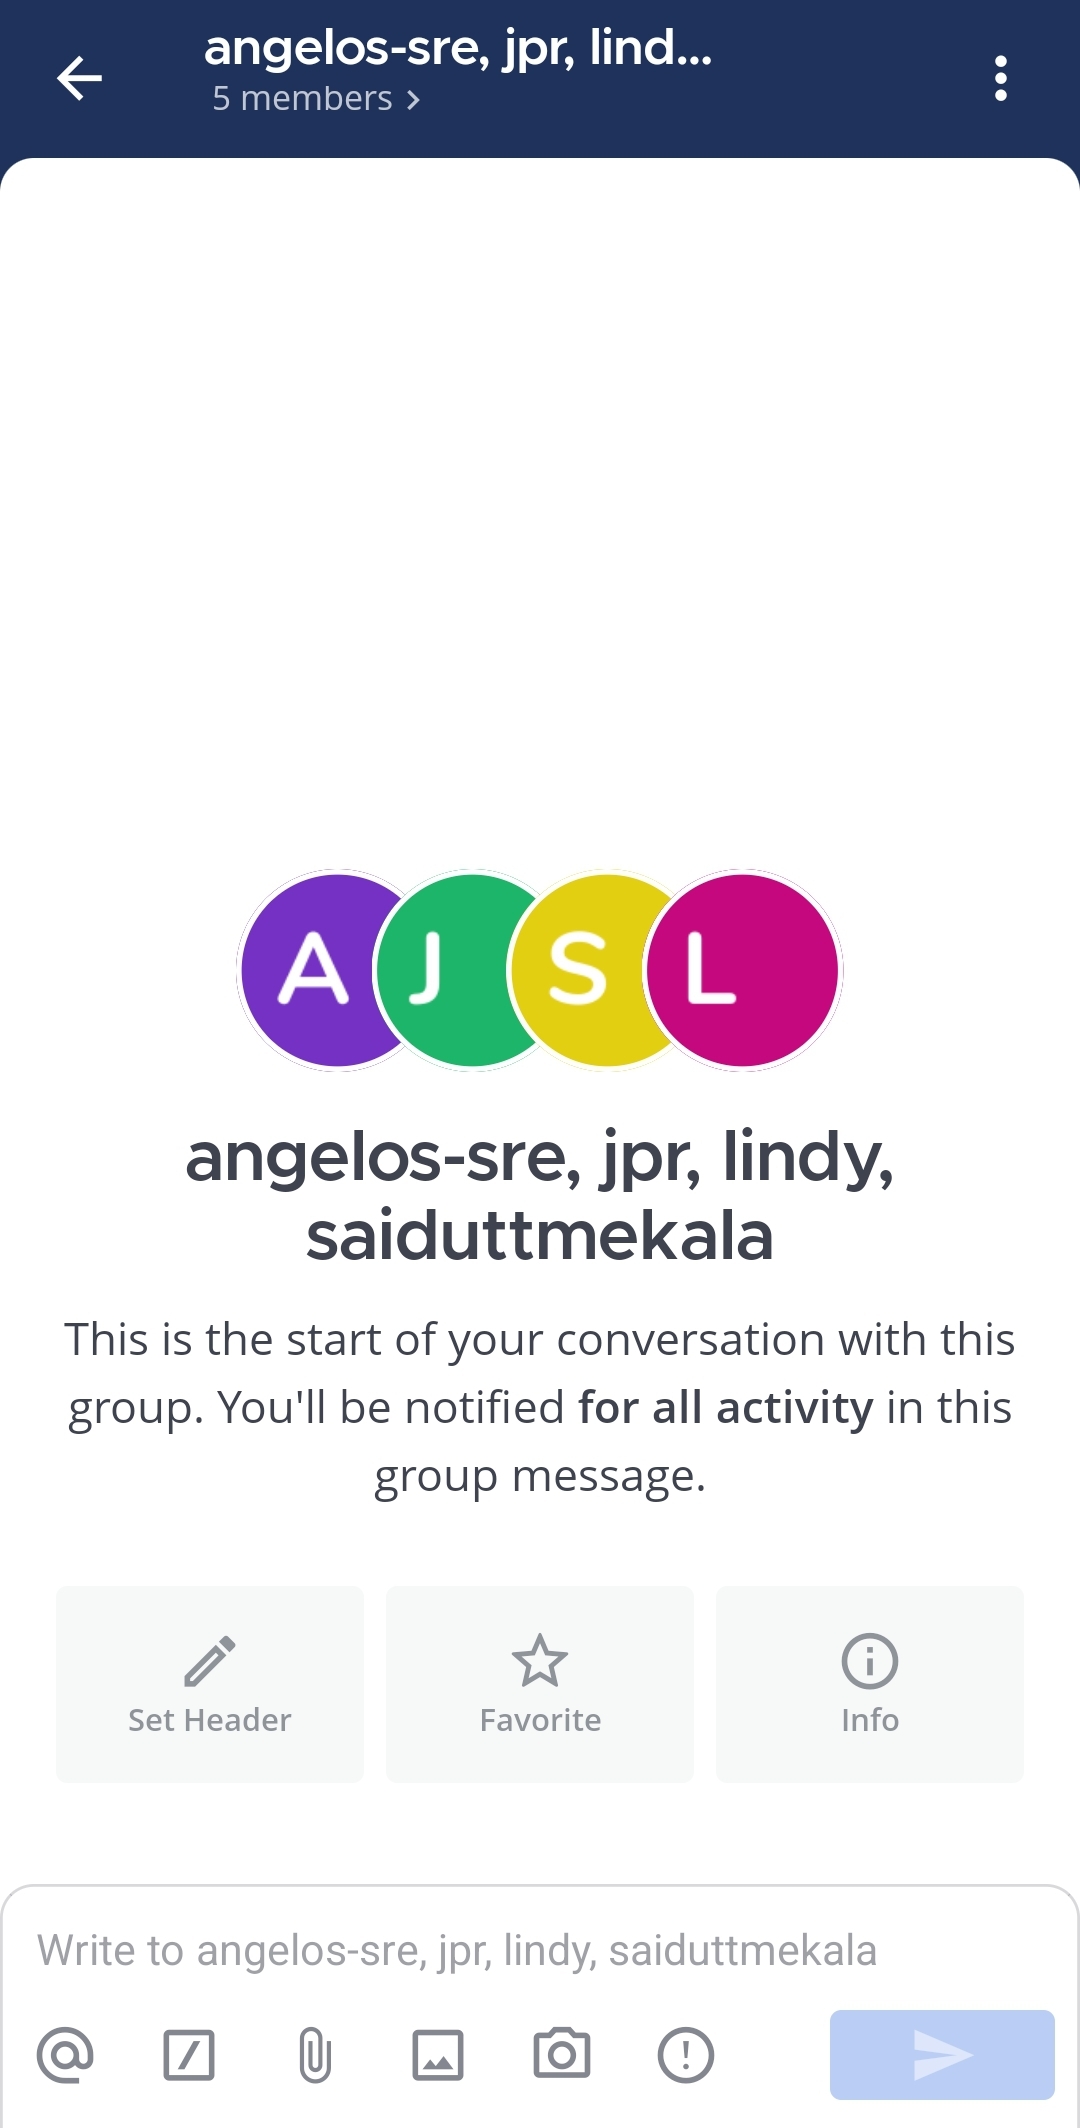 angelos-sre, jpr, lind...
5 members >
A J S L
angelos-sre, jpr, lindy,
saiduttmekala
This is the start of your conversation with this
group. You'll be notified for all activity in this
group message.
Set Header
Favorite
Info
Write to angelos-sre, jpr, lindy, saiduttmekala